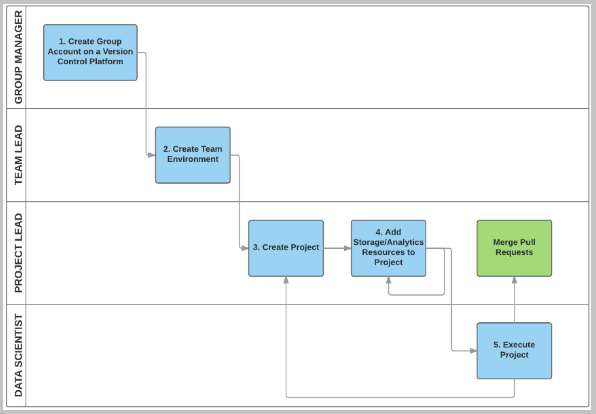 GROUP MANAGER
1. Create Group
Account on a Version
Control Platform
TEAM LEAD
2. Create Team
Environment
PROJECT LEAD
3. Create Project
4. Add
Storage/Analytics
Resources to
Project
Merge Pull
Requests
DATA SCIENTIST
5. Execute
Project